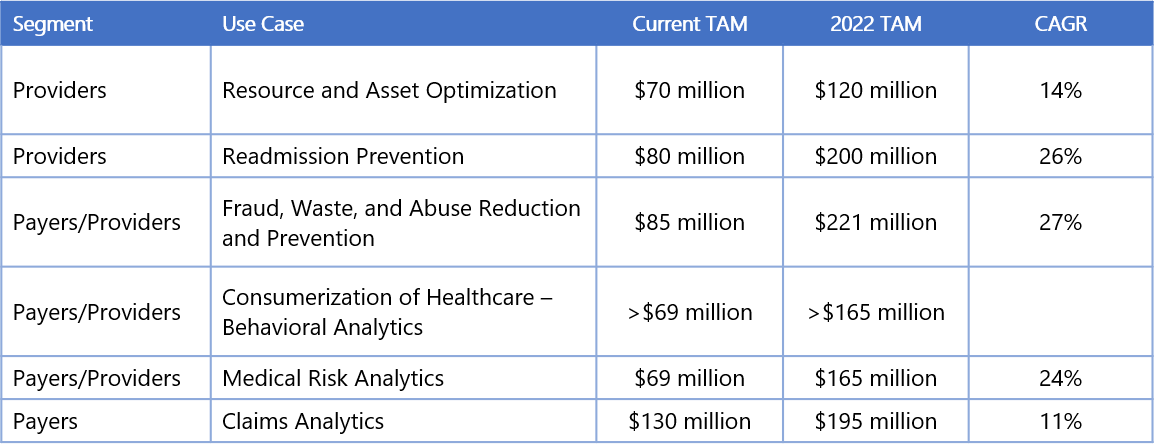 Segment Use Case Current TAM 2022 TAM CAGR
Providers Resource and Asset Optimization $70 million $120 million 14%
Providers Readmission Prevention $80 million $200 million 26%
Payers/Providers Fraud, Waste, and Abuse Reduction
and Prevention $85 million $221 million 27%
Payers/Providers Consumerization of Healthcare –
Behavioral Analytics >$69 million >$165 million
Payers/Providers Medical Risk Analytics $69 million $165 million 24%
Payers Claims Analytics $130 million $195 million 11%